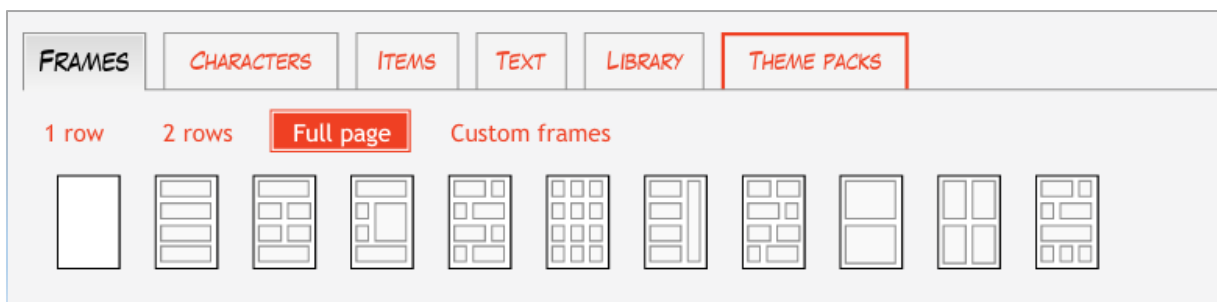 FRAMES CHARACTERS ITEMS TEXT LIBRARY THEME PACKS
1 row 2 rows Full page Custom frames